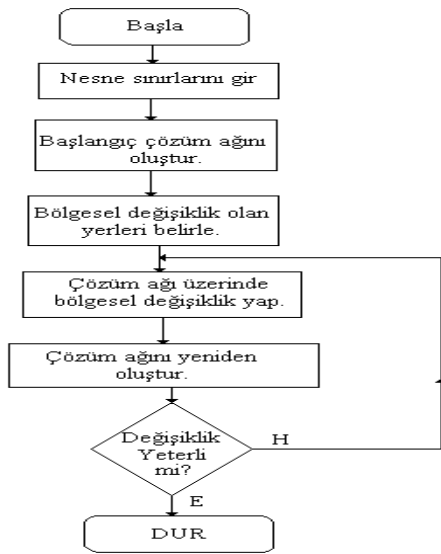 Başla
Nesne sınırlarını gir
Başlangıç çözüm ağını
oluştur.
Bölgesel değişiklik olan
yerleri belirle.
Çözüm ağı üzerinde
bölgesel değişiklik yap.
Çözüm ağını yeniden
oluştur.
Değişiklik
Yeterli
mi?
H
E
DUR